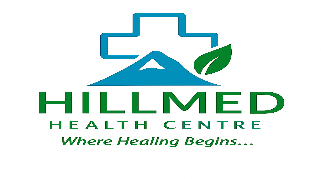 HILLMED
HEALTH CENTRE
Where Healing Begins...